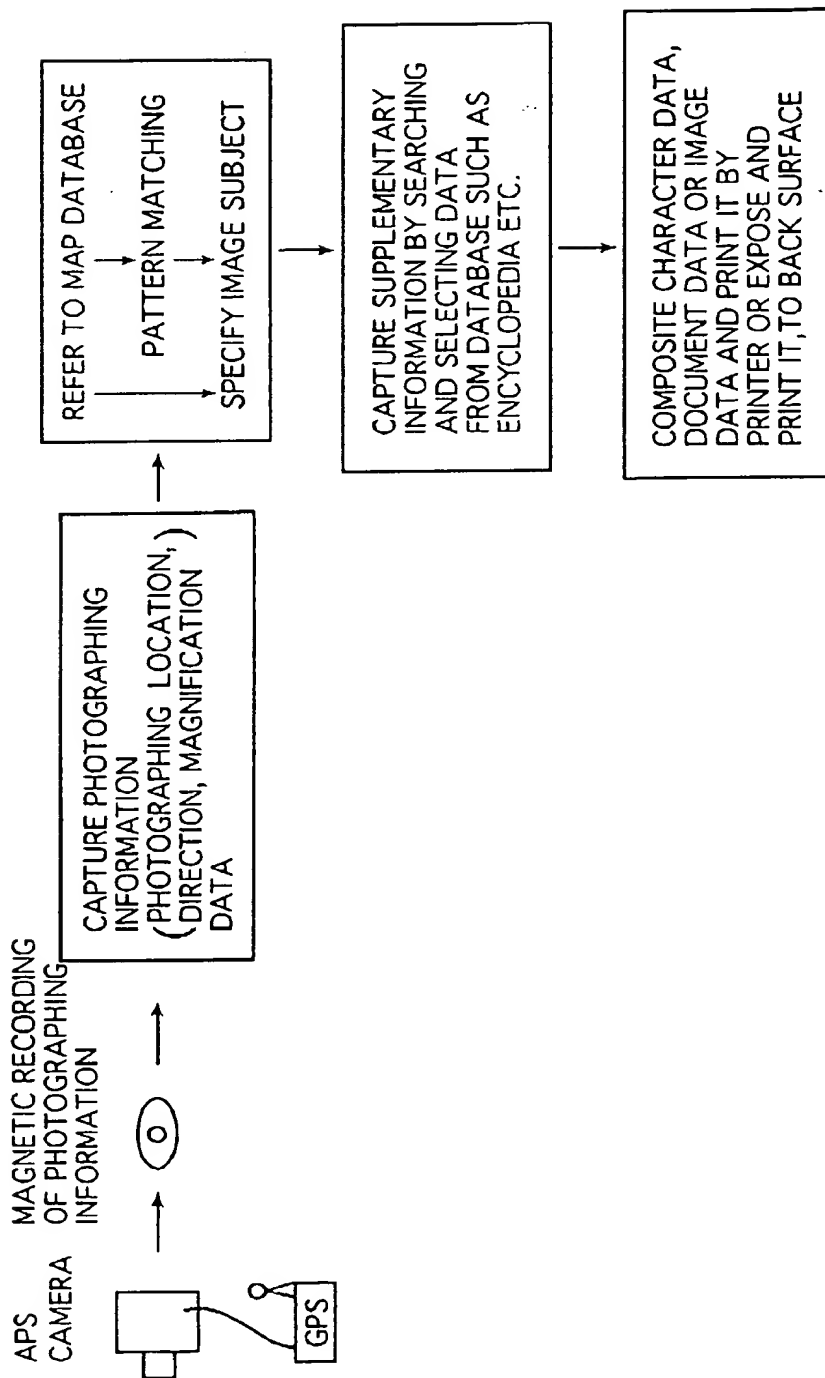 APS
CAMERA
MAGNETIC RECORDING
OF PHOTOGRAPHING
INFORMATION
GPS
CAPTURE PHOTOGRAPHING
INFORMATION
(PHOTOGRAPHING LOCATION,
DIRECTION, MAGNIFICATION)
DATA
REFER TO MAP DATABASE
PATTERN MATCHING
SPECIFY IMAGE SUBJECT
CAPTURE SUPPLEMENTARY
INFORMATION BY SEARCHING
AND SELECTING DATA
FROM DATABASE SUCH AS
ENCYCLOPEDIA ETC.
COMPOSITE CHARACTER DATA,
DOCUMENT DATA OR IMAGE
DATA AND PRINT IT BY
PRINTER OR EXPOSE AND
PRINT IT, TO BACK SURFACE